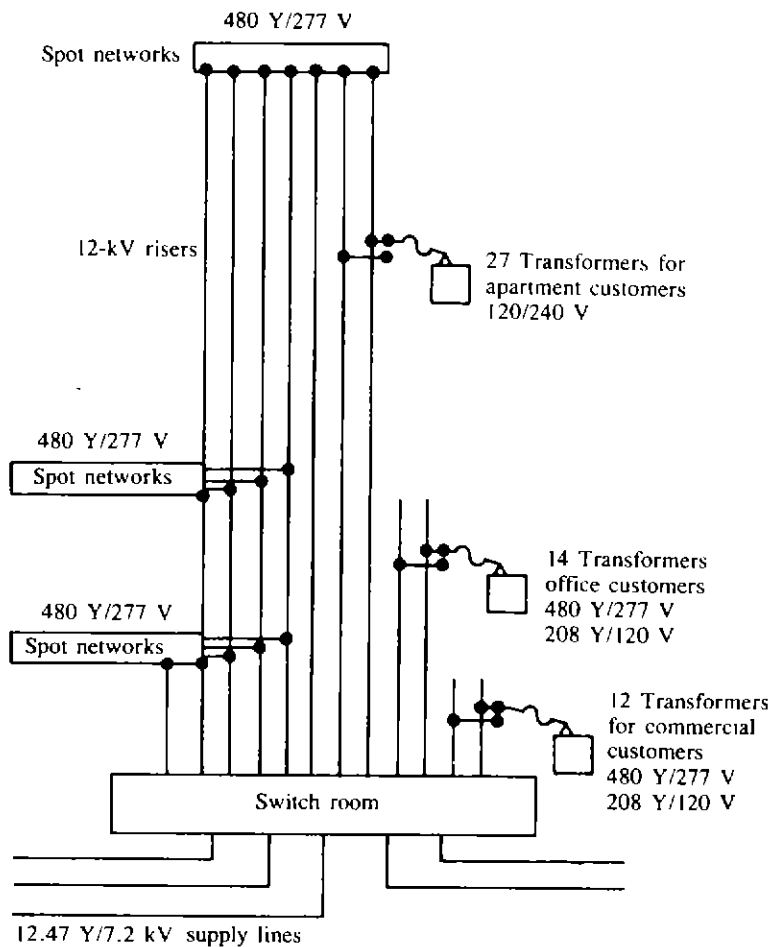 480 Y/277 V
Spot networks
12-kV risers
27 Transformers for
apartment customers
120/240 V
480 Y/277 V
Spot networks
14 Transformers
office customers
480 Y/277 V
208 Y/120 V
480 Y/277 V
Spot networks
12 Transformers
for commercial
customers
480 Y/277 V
208 Y/120 V
Switch room
12.47 Y/7.2 kV supply lines